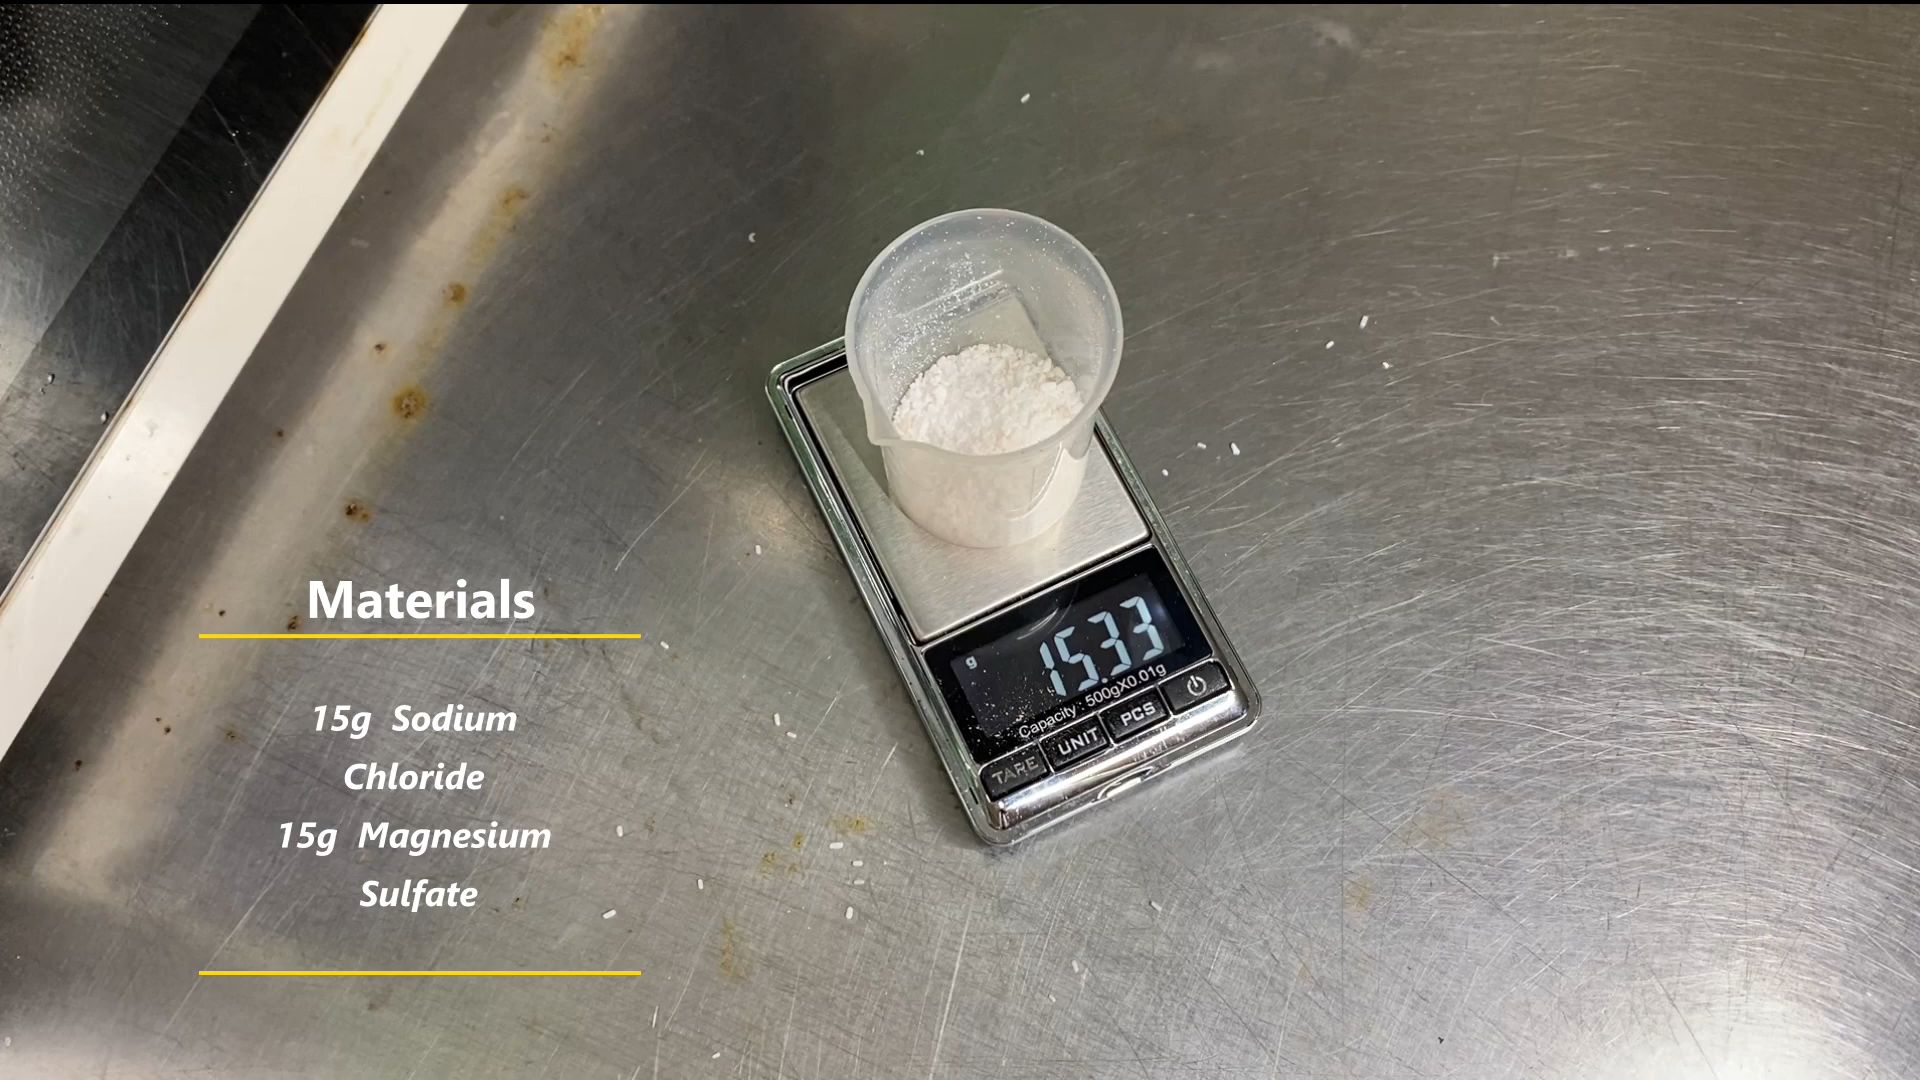 Materials
15g Sodium
Chloride
15g Magnesium
Sulfate
g
15.33
Capacity : 500gX0.01g
TARE
UNIT
PCS